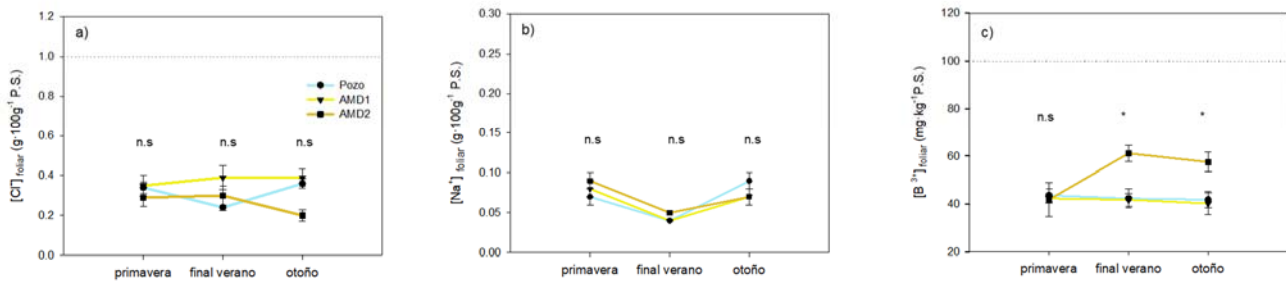 a)
[Cl⁻] foliar (g·100g⁻¹ P.S.)
1.2
1.0
0.8
0.6
0.4
0.2
0.0
Pozo
AMD1
AMD2
n.s
n.s
n.s
primavera
final verano
otoño
b)
[Na⁺] foliar (g·100g⁻¹ P.S.)
0.30
0.25
0.20
0.15
0.10
0.05
0.00
n.s
n.s
n.s
primavera
final verano
otoño
c)
[B ³⁺] foliar (mg·kg⁻¹P.S.)
120
100
80
60
40
20
n.s
*
*
primavera
final verano
otoño